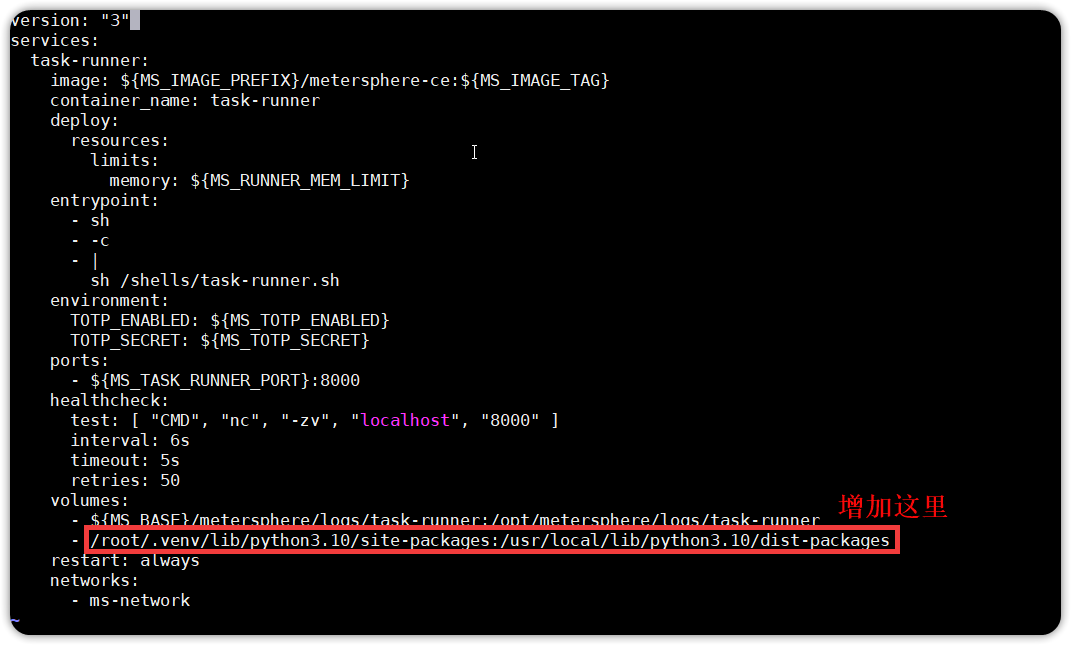 version: "3"
services:
  task-runner:
    image: ${MS_IMAGE_PREFIX}/metersphere-ce:${MS_IMAGE_TAG}
    container_name: task-runner
    deploy:
      resources:
        limits:
          memory: ${MS_RUNNER_MEM_LIMIT}
    entrypoint:
      - sh
      - -c
      - |
        sh /shells/task-runner.sh
    environment:
      TOTP_ENABLED: ${MS_TOTP_ENABLED}
      TOTP_SECRET: ${MS_TOTP_SECRET}
    ports:
      - ${MS_TASK_RUNNER_PORT}:8000
    healthcheck:
      test: [ "CMD", "nc", "-zv", "localhost", "8000" ]
      interval: 6s
      timeout: 5s
      retries: 50
    volumes:
      - ${MS_BASE}/metersphere/logs/task-runner:/opt/metersphere/logs/task-runner
增加这里
      - /root/.venv/lib/python3.10/site-packages:/usr/local/lib/python3.10/dist-packages
    restart: always
    networks:
      - ms-network
~